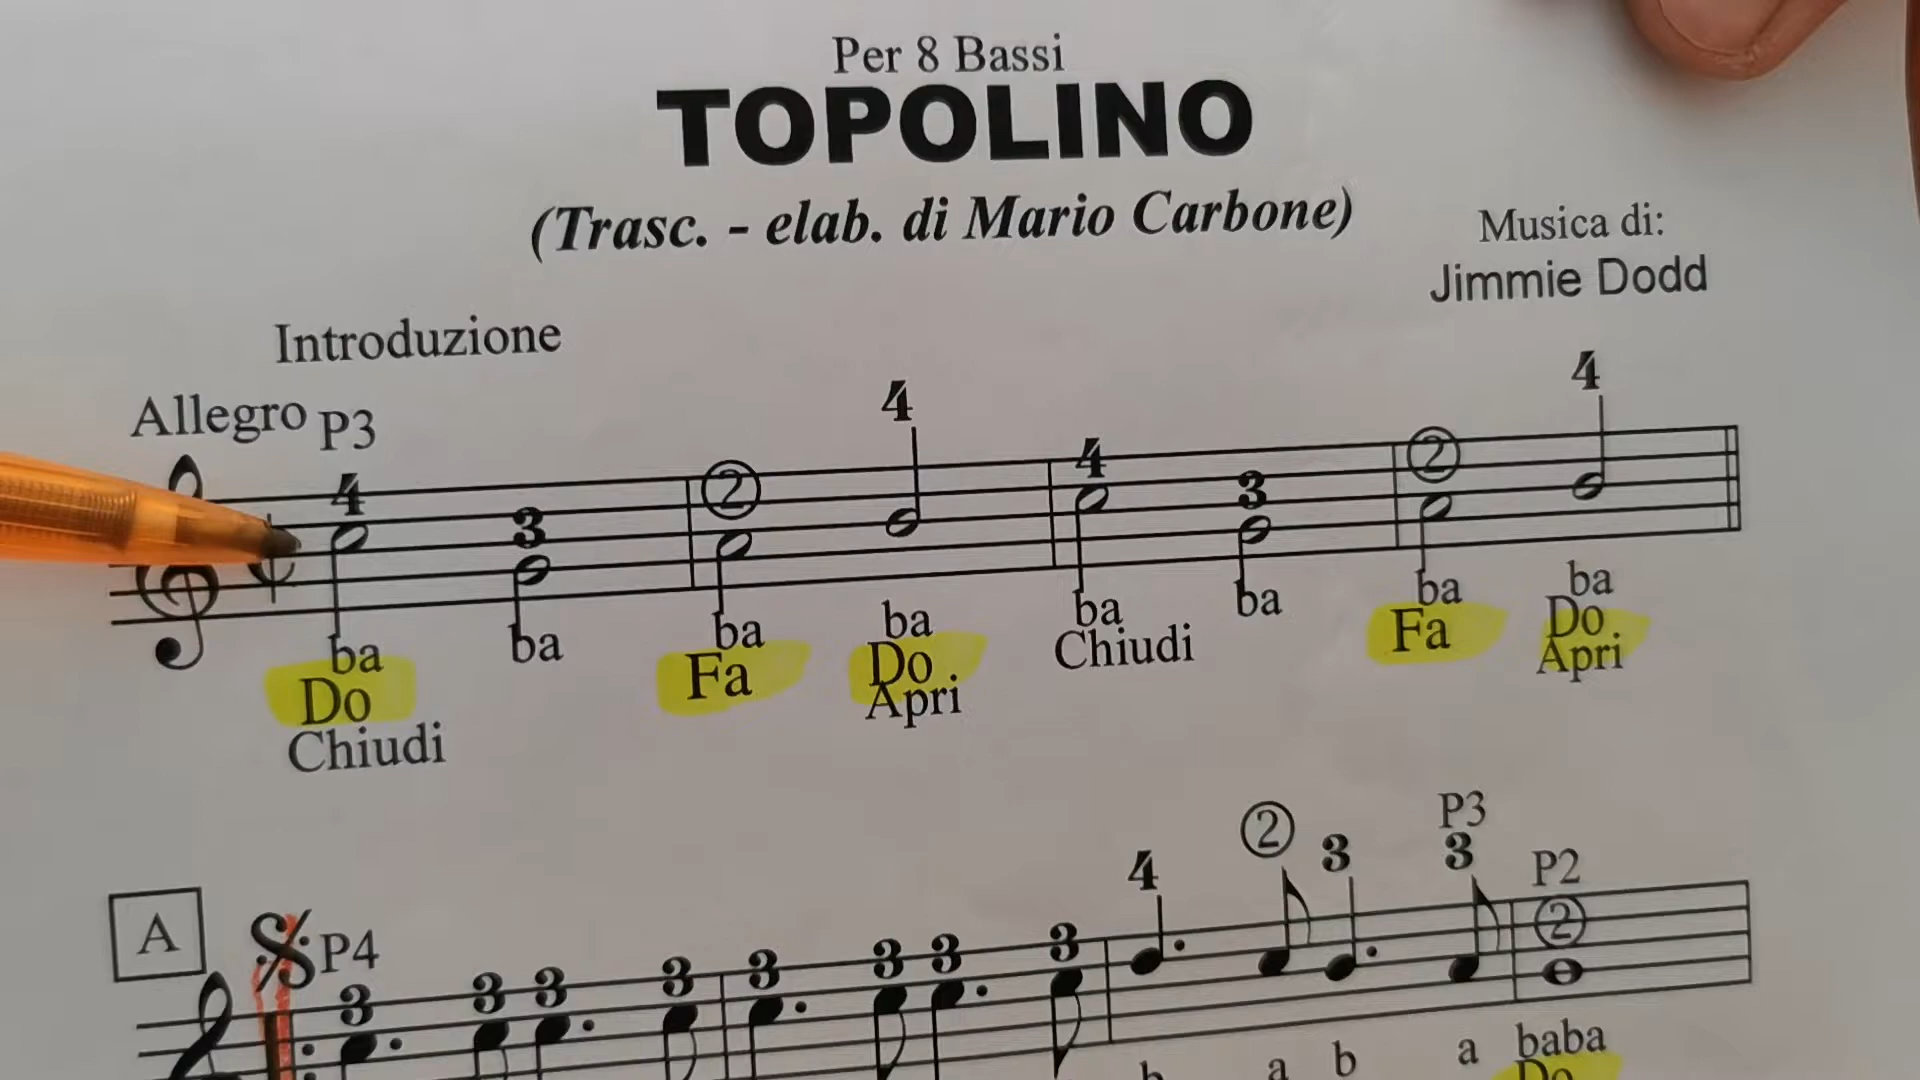 Per 8 Bassi
TOPOLINO
(Trasc. - elab. di Mario Carbone)
Musica di:
Jimmie Dodd
Introduzione
Allegro P3
4 3 ② 4 4 3 ② 4
ba ba ba ba ba ba ba ba
Do Fa Do Chiudi Fa Do
Chiudi Apri Apri
A P4
3 3 3 3 3 3 3 3 4 ② 3 P3 3 P2 ②
b a b a baba
Do